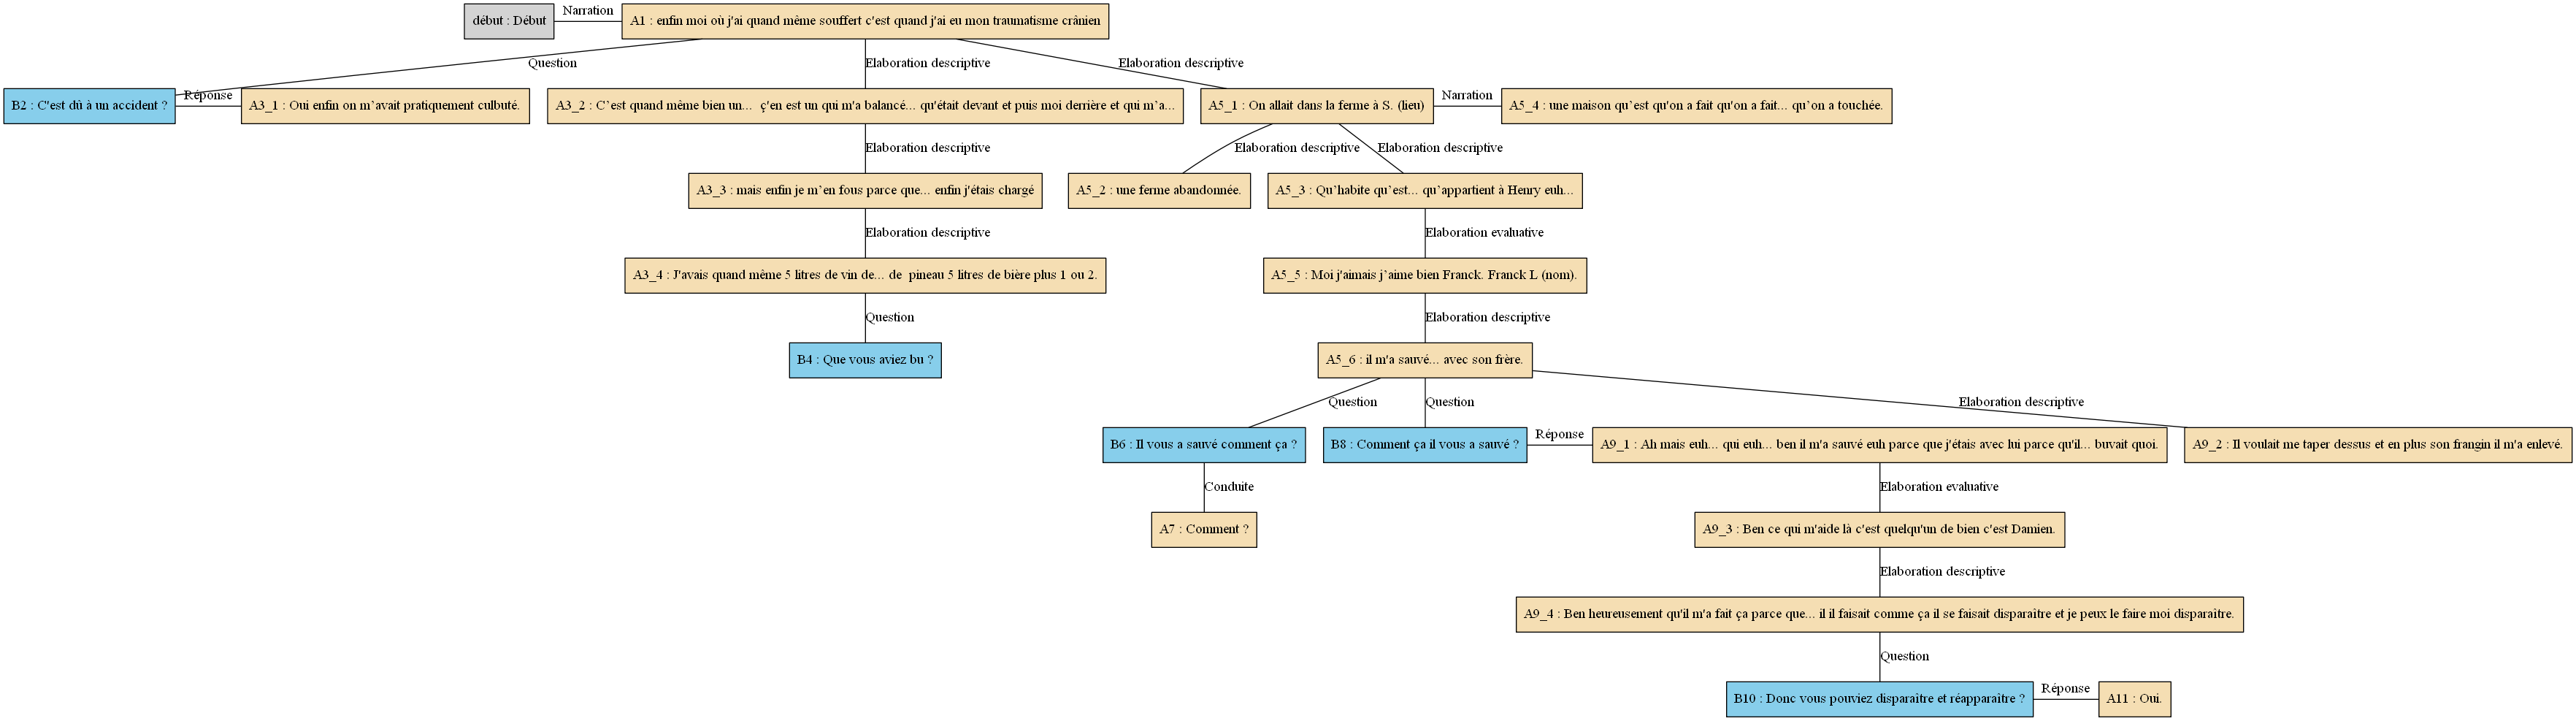 début : Début
Narration
A1 : enfin moi où j'ai quand même souffert c'est quand j'ai eu mon traumatisme crânien
Question
Elaboration descriptive
Elaboration descriptive
B2 : C'est dû à un accident ?
Réponse
A3_1 : Oui enfin on m’avait pratiquement culbuté.
A3_2 : C’est quand même bien un...  ç'en est un qui m'a balancé... qu'était devant et puis moi derrière et qui m’a...
A5_1 : On allait dans la ferme à S. (lieu)
Narration
A5_4 : une maison qu’est qu'on a fait qu'on a fait... qu’on a touchée.
Elaboration descriptive
Elaboration descriptive
Elaboration descriptive
A3_3 : mais enfin je m’en fous parce que... enfin j'étais chargé
A5_2 : une ferme abandonnée.
A5_3 : Qu’habite qu’est... qu’appartient à Henry euh...
Elaboration descriptive
Elaboration evaluative
A3_4 : J'avais quand même 5 litres de vin de... de  pineau 5 litres de bière plus 1 ou 2.
A5_5 : Moi j'aimais j’aime bien Franck. Franck L (nom).
Question
Elaboration descriptive
B4 : Que vous aviez bu ?
A5_6 : il m'a sauvé... avec son frère.
Question
Question
Elaboration descriptive
B6 : Il vous a sauvé comment ça ?
B8 : Comment ça il vous a sauvé ?
Réponse
A9_1 : Ah mais euh... qui euh... ben il m'a sauvé euh parce que j'étais avec lui parce qu'il... buvait quoi.
A9_2 : Il voulait me taper dessus et en plus son frangin il m'a enlevé.
Conduite
Elaboration evaluative
A7 : Comment ?
A9_3 : Ben ce qui m'aide là c'est quelqu'un de bien c'est Damien.
Elaboration descriptive
A9_4 : Ben heureusement qu'il m'a fait ça parce que... il il faisait comme ça il se faisait disparaître et je peux le faire moi disparaître.
Question
B10 : Donc vous pouviez disparaître et réapparaître ?
Réponse
A11 : Oui.